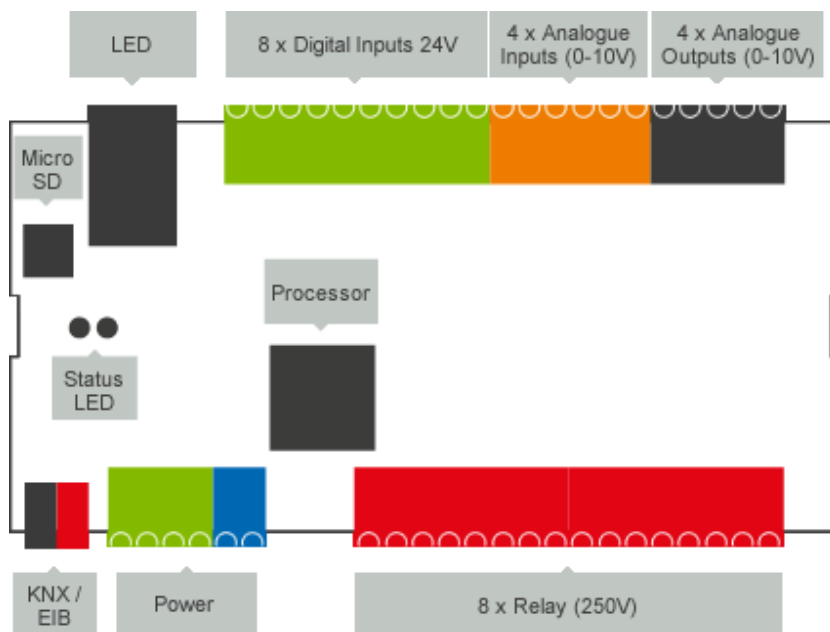 LED
8 x Digital Inputs 24V
4 x Analogue
Inputs (0-10V)
4 x Analogue
Outputs (0-10V)
Micro
SD
Processor
Status
LED
KNX /
EIB
Power
8 x Relay (250V)